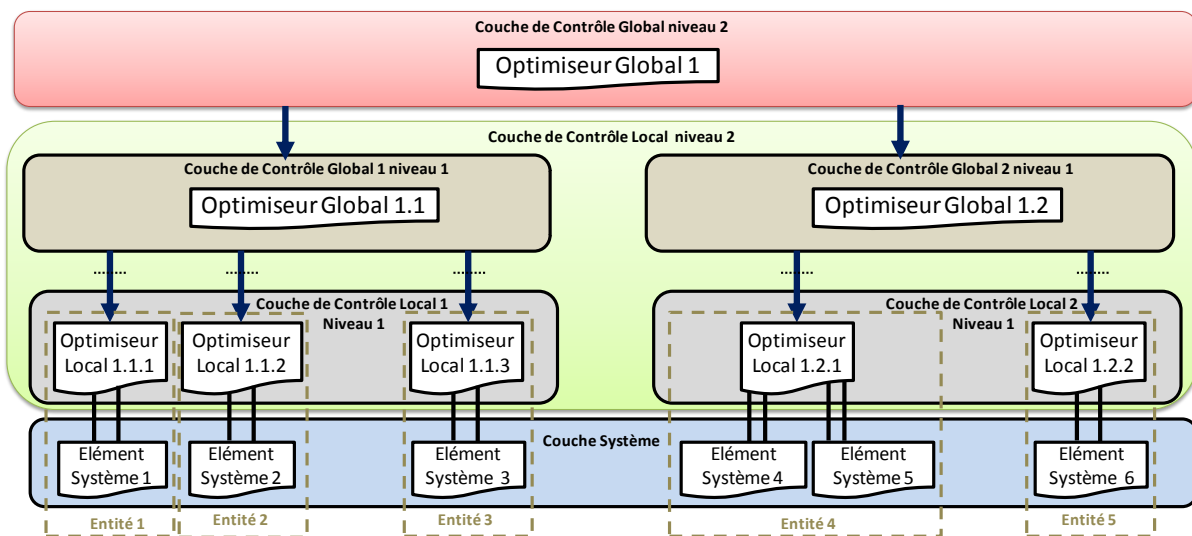 Couche de Contrôle Global niveau 2
Optimiseur Global 1
Couche de Contrôle Local niveau 2
Couche de Contrôle Global 1 niveau 1
Optimiseur Global 1.1
Couche de Contrôle Global 2 niveau 1
Optimiseur Global 1.2
........
........
........
........
........
Couche de Contrôle Local 1
Niveau 1
Couche de Contrôle Local 2
Niveau 1
Optimiseur
Local 1.1.1
Optimiseur
Local 1.1.2
Optimiseur
Local 1.1.3
Optimiseur
Local 1.2.1
Optimiseur
Local 1.2.2
Couche Système
Elément
Système 1
Elément
Système 2
Elément
Système 3
Elément
Système 4
Elément
Système 5
Elément
Système 6
Entité 1
Entité 2
Entité 3
Entité 4
Entité 5